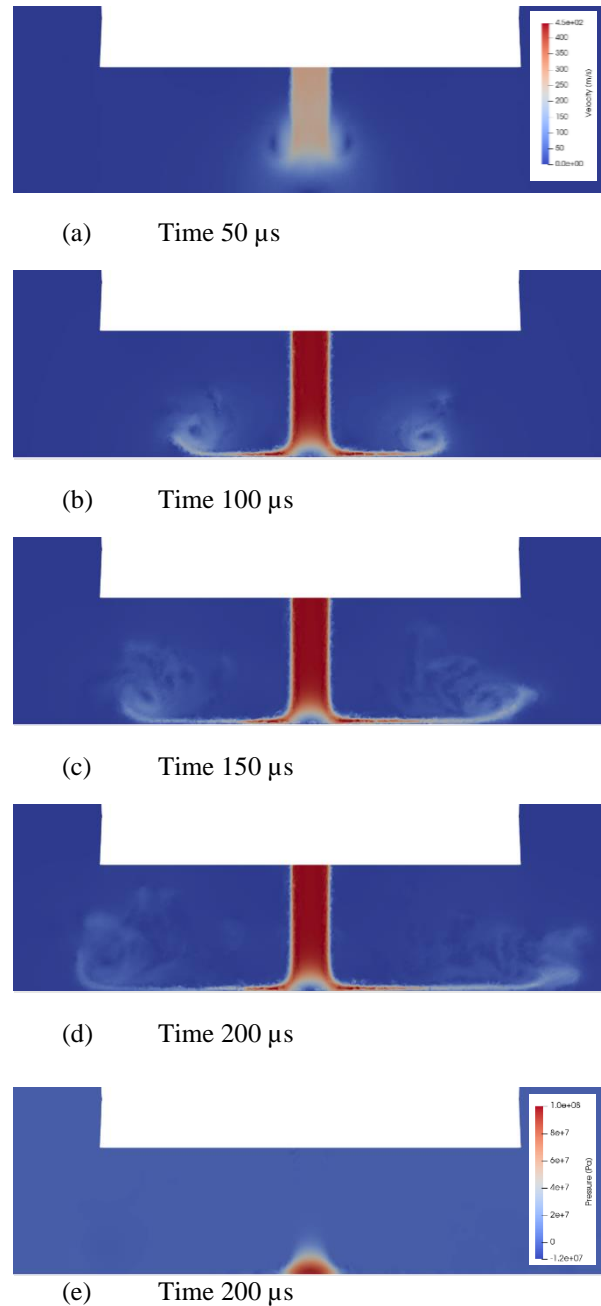 4.5e+02
400
350
300
250
200
150
100
50
0.0e+00
Velocity (m/s)
(a) Time 50 µs
(b) Time 100 µs
(c) Time 150 µs
(d) Time 200 µs
1.0e+08
8e+7
6e+7
4e+7
2e+7
0
-1.2e+07
Pressure (Pa)
(e) Time 200 µs